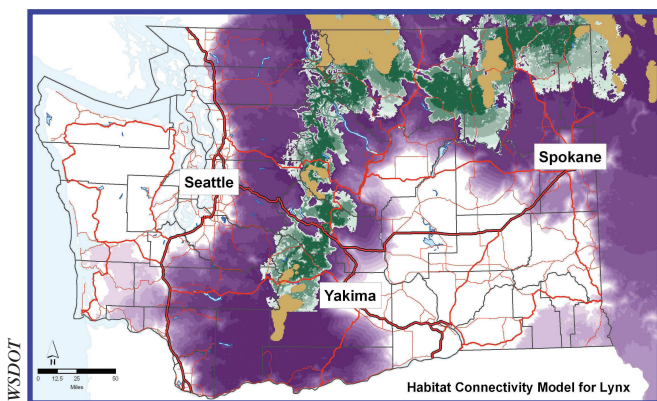 Spokane
Seattle
Yakima
WSDOT
N
0 12.5 25 50
Miles
Habitat Connectivity Model for Lynx